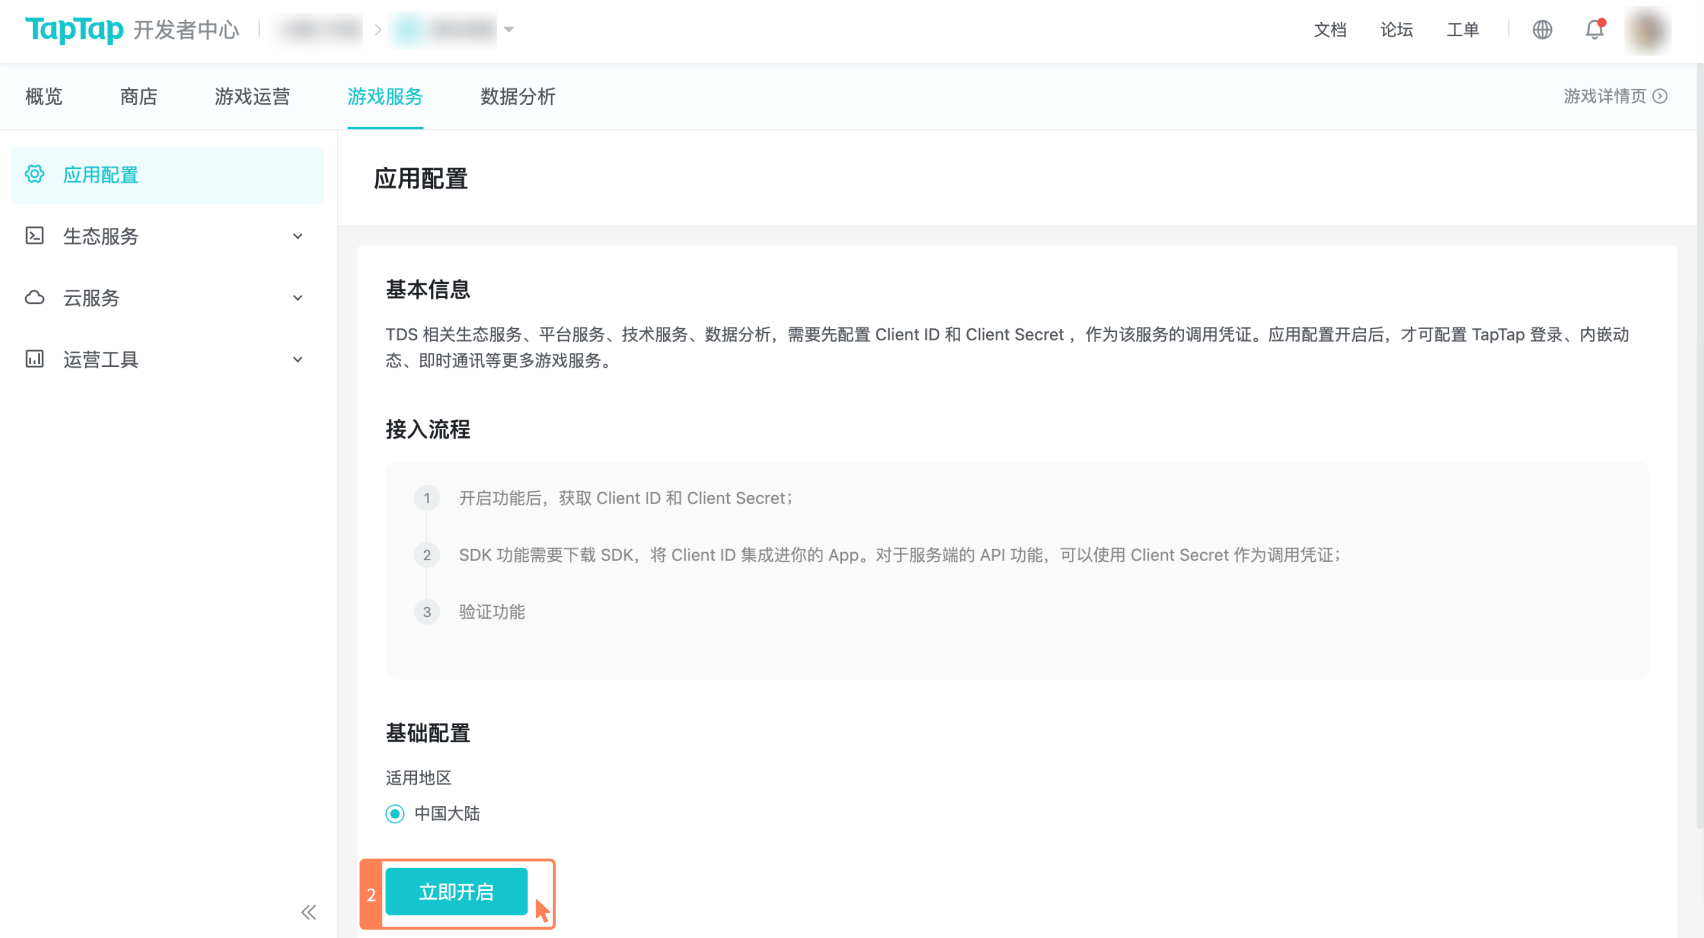 TapTap 开发者中心
文档 论坛 工单
概览 商店 游戏运营 游戏服务 数据分析 游戏详情页
应用配置
生态服务
云服务
运营工具
应用配置
基本信息
TDS 相关生态服务、平台服务、技术服务、数据分析，需要先配置 Client ID 和 Client Secret ，作为该服务的调用凭证。应用配置开启后，才可配置 TapTap 登录、内嵌动
态、即时通讯等更多游戏服务。
接入流程
1 开启功能后，获取 Client ID 和 Client Secret；
2 SDK 功能需要下载 SDK，将 Client ID 集成进你的 App。对于服务端的 API 功能，可以使用 Client Secret 作为调用凭证；
3 验证功能
基础配置
适用地区
中国大陆
2 立即开启